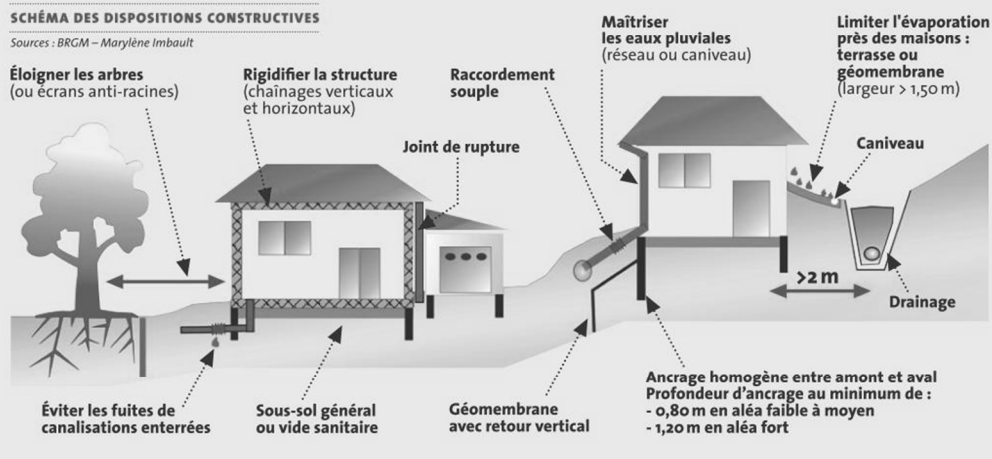 SCHÉMA DES DISPOSITIONS CONSTRUCTIVES
Sources : BRGM – Marylène Imbault
Éloigner les arbres
(ou écrans anti-racines)
Rigidifier la structure
(chaînages verticaux
et horizontaux)
Joint de rupture
Raccordement
souple
Maîtriser
les eaux pluviales
(réseau ou caniveau)
Limiter l'évaporation
près des maisons :
terrasse ou
géomembrane
(largeur > 1,50 m)
Caniveau
>2 m
Drainage
Éviter les fuites de
canalisations enterrées
Sous-sol général
ou vide sanitaire
Géomembrane
avec retour vertical
Ancrage homogène entre amont et aval
Profondeur d'ancrage au minimum de :
- 0,80 m en aléa faible à moyen
- 1,20 m en aléa fort